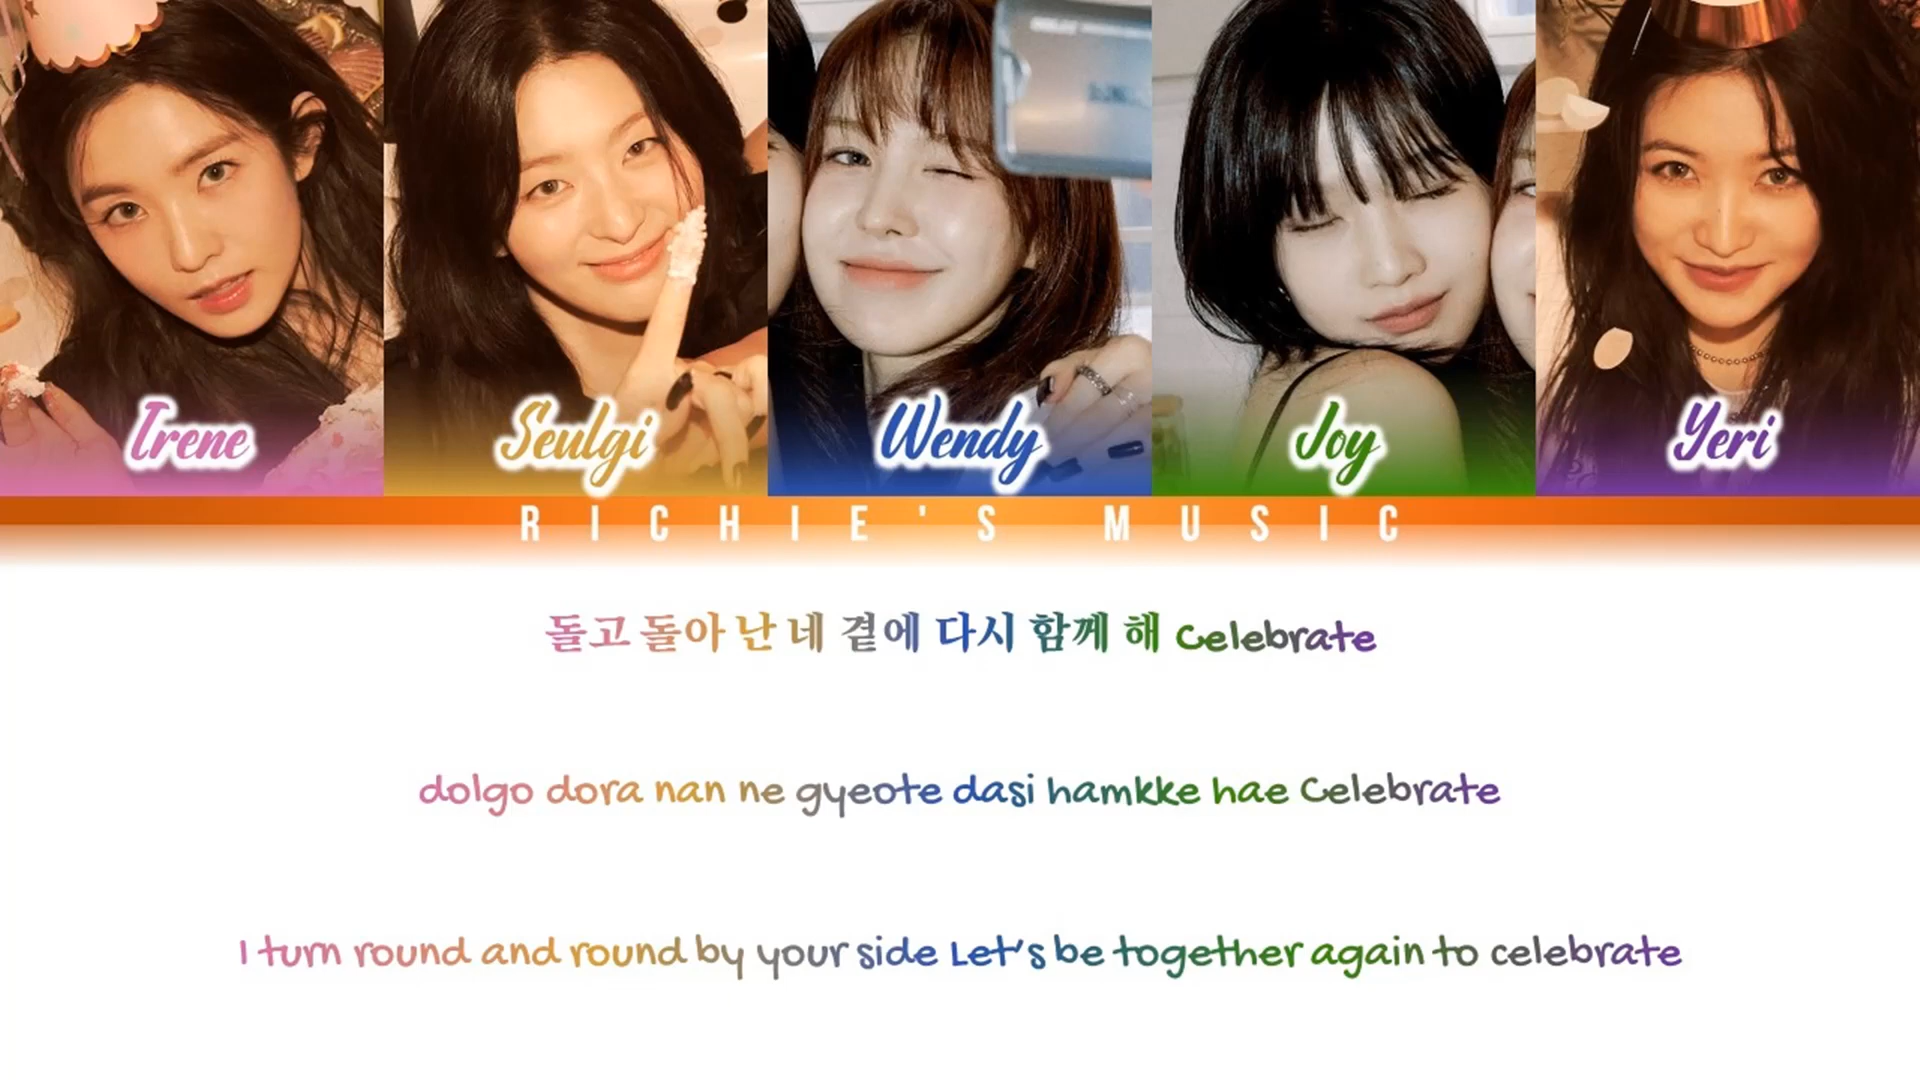 Irene
Seulgi
Wendy
Joy
Yeri
RICHIE'S MUSIC
돌고 돌아 난 네 곁에 다시 함께 해 Celebrate
dolgo dora nan ne gyeote dasi hamkke hae Celebrate
I turn round and round by your side Let's be together again to celebrate